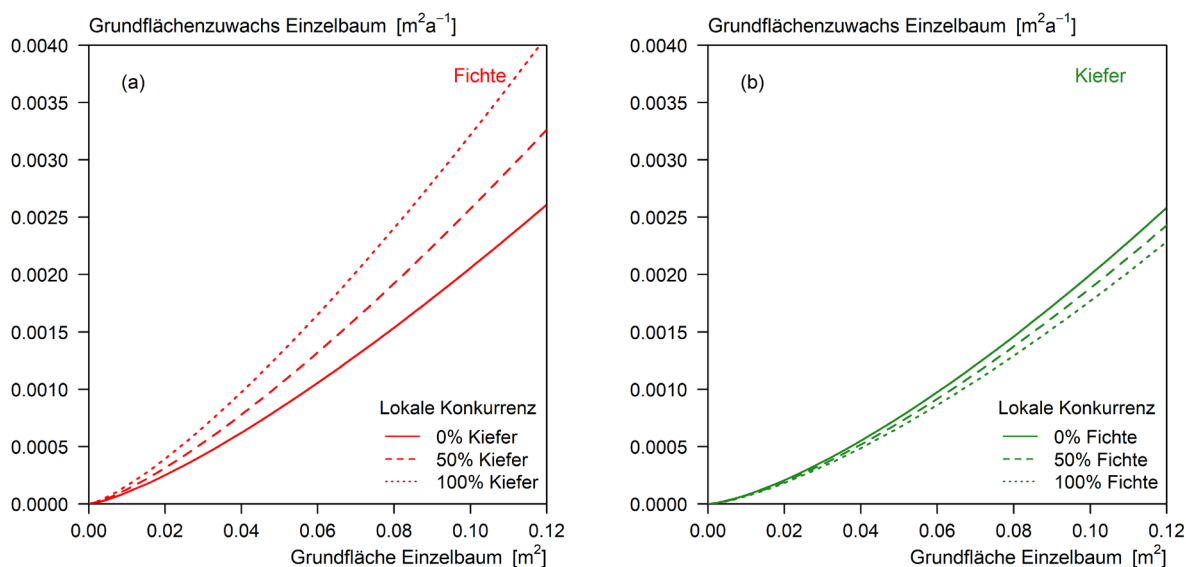 Grundflächenzuwachs Einzelbaum [m²a⁻¹]
0.0040
0.0035
0.0030
0.0025
0.0020
0.0015
0.0010
0.0005
0.0000
(a)
Fichte
Lokale Konkurrenz
0% Kiefer
50% Kiefer
100% Kiefer
0.00 0.02 0.04 0.06 0.08 0.10 0.12
Grundfläche Einzelbaum [m²]
Grundflächenzuwachs Einzelbaum [m²a⁻¹]
0.0040
0.0035
0.0030
0.0025
0.0020
0.0015
0.0010
0.0005
0.0000
(b)
Kiefer
Lokale Konkurrenz
0% Fichte
50% Fichte
100% Fichte
0.00 0.02 0.04 0.06 0.08 0.10 0.12
Grundfläche Einzelbaum [m²]